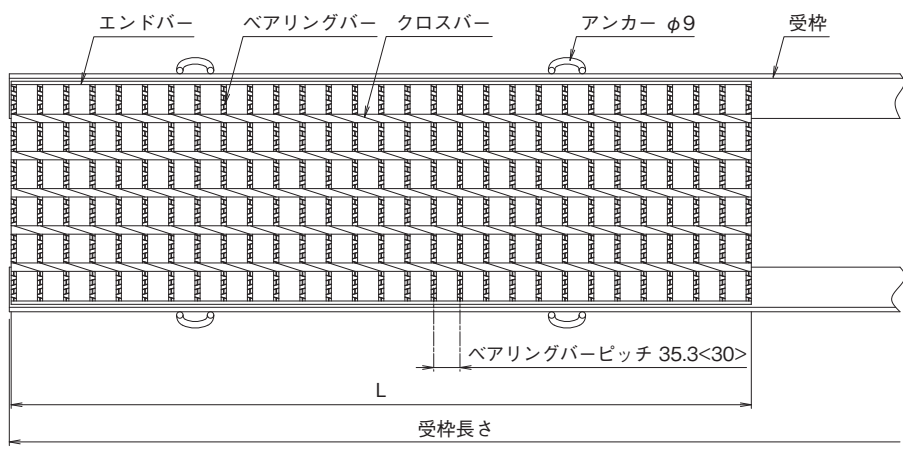 エンドバー
ベアリングバー
クロスバー
アンカー φ9
受枠
ベアリングバーピッチ 35.3<30>
L
受枠長さ